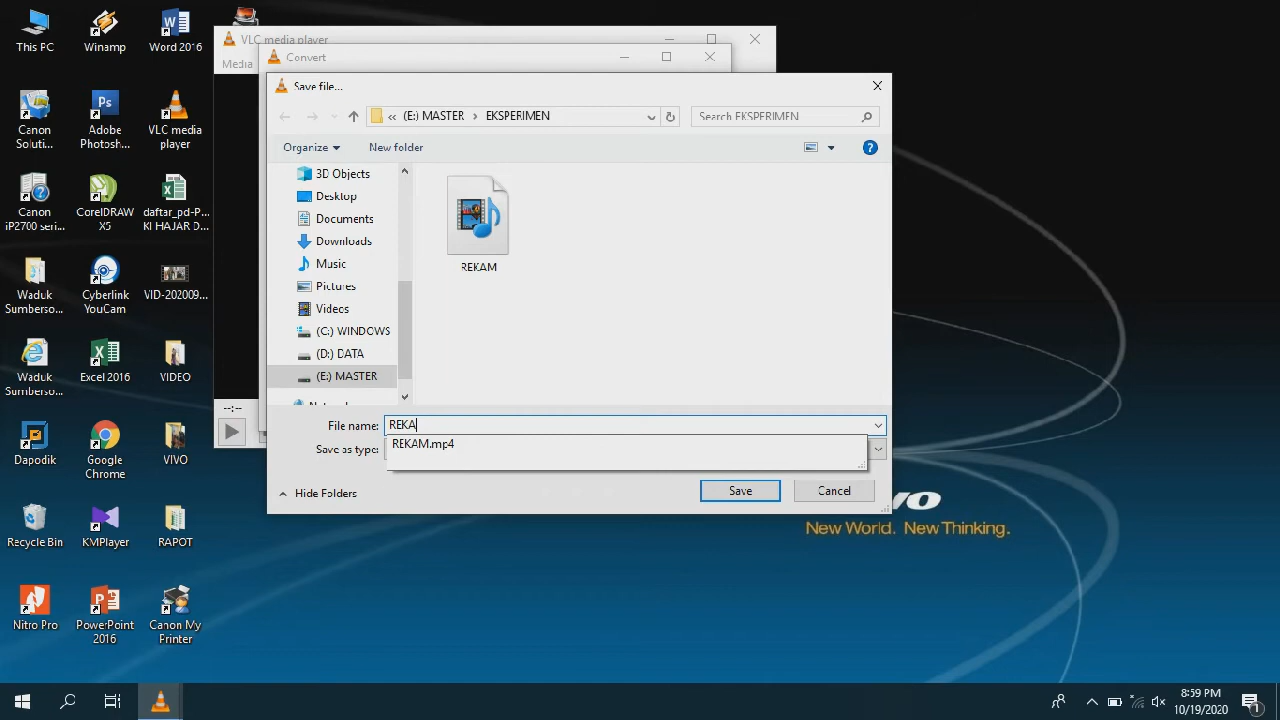 This PC
Winamp
Word 2016
Canon
Soluti...
Adobe
Photosh...
VLC media
player
Canon
iP2700 seri...
CorelDRAW
X5
daftar_pd-P...
KI HAJAR D...
Waduk
Sumberso...
Cyberlink
YouCam
VID-202009...
Waduk
Sumberso...
Excel 2016
VIDEO
Dapodik
Google
Chrome
VIVO
Recycle Bin
KMPlayer
RAPOT
Nitro Pro
PowerPoint
2016
Canon My
Printer
VLC media player
Media
Convert
Save file...
« (E:) MASTER > EKSPERIMEN
Search EKSPERIMEN
Organize
New folder
3D Objects
Desktop
Documents
Downloads
Music
Pictures
Videos
(C:) WINDOWS
(D:) DATA
(E:) MASTER
REKAM
--:--
File name: REKA
REKAM.mp4
Save as type:
Hide Folders
Save
Cancel
New World. New Thinking.
8:59 PM
10/19/2020
1